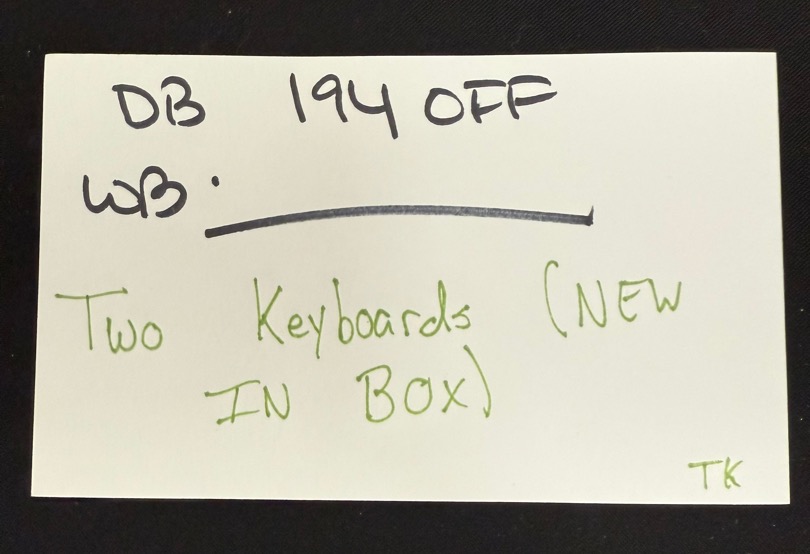 DB 194 OFF
WB.
Two Keyboards (NEW
IN BOX)
TK